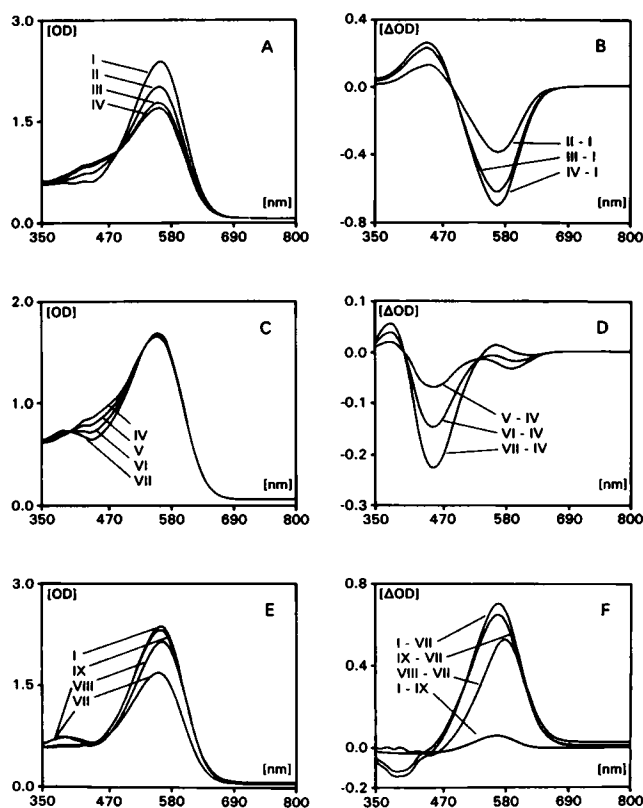 [OD]
A
3.0
1.5
0.0
I
II
III
IV
[nm]
350 470 580 690 800
[ΔOD]
B
0.4
0.0
-0.4
-0.8
II - I
III - I
IV - I
[nm]
350 470 580 690 800
[OD]
C
2.0
1.0
0.0
IV
V
VI
VII
[nm]
350 470 580 690 800
[ΔOD]
D
0.1
0.0
-0.1
-0.2
-0.3
V - IV
VI - IV
VII - IV
[nm]
350 470 580 690 800
[OD]
E
3.0
1.5
0.0
I
IX
VIII
VII
[nm]
350 470 580 690 800
[ΔOD]
F
0.8
0.4
0.0
-0.2
I - VII
IX - VII
VIII - VII
I - IX
[nm]
350 470 580 690 800